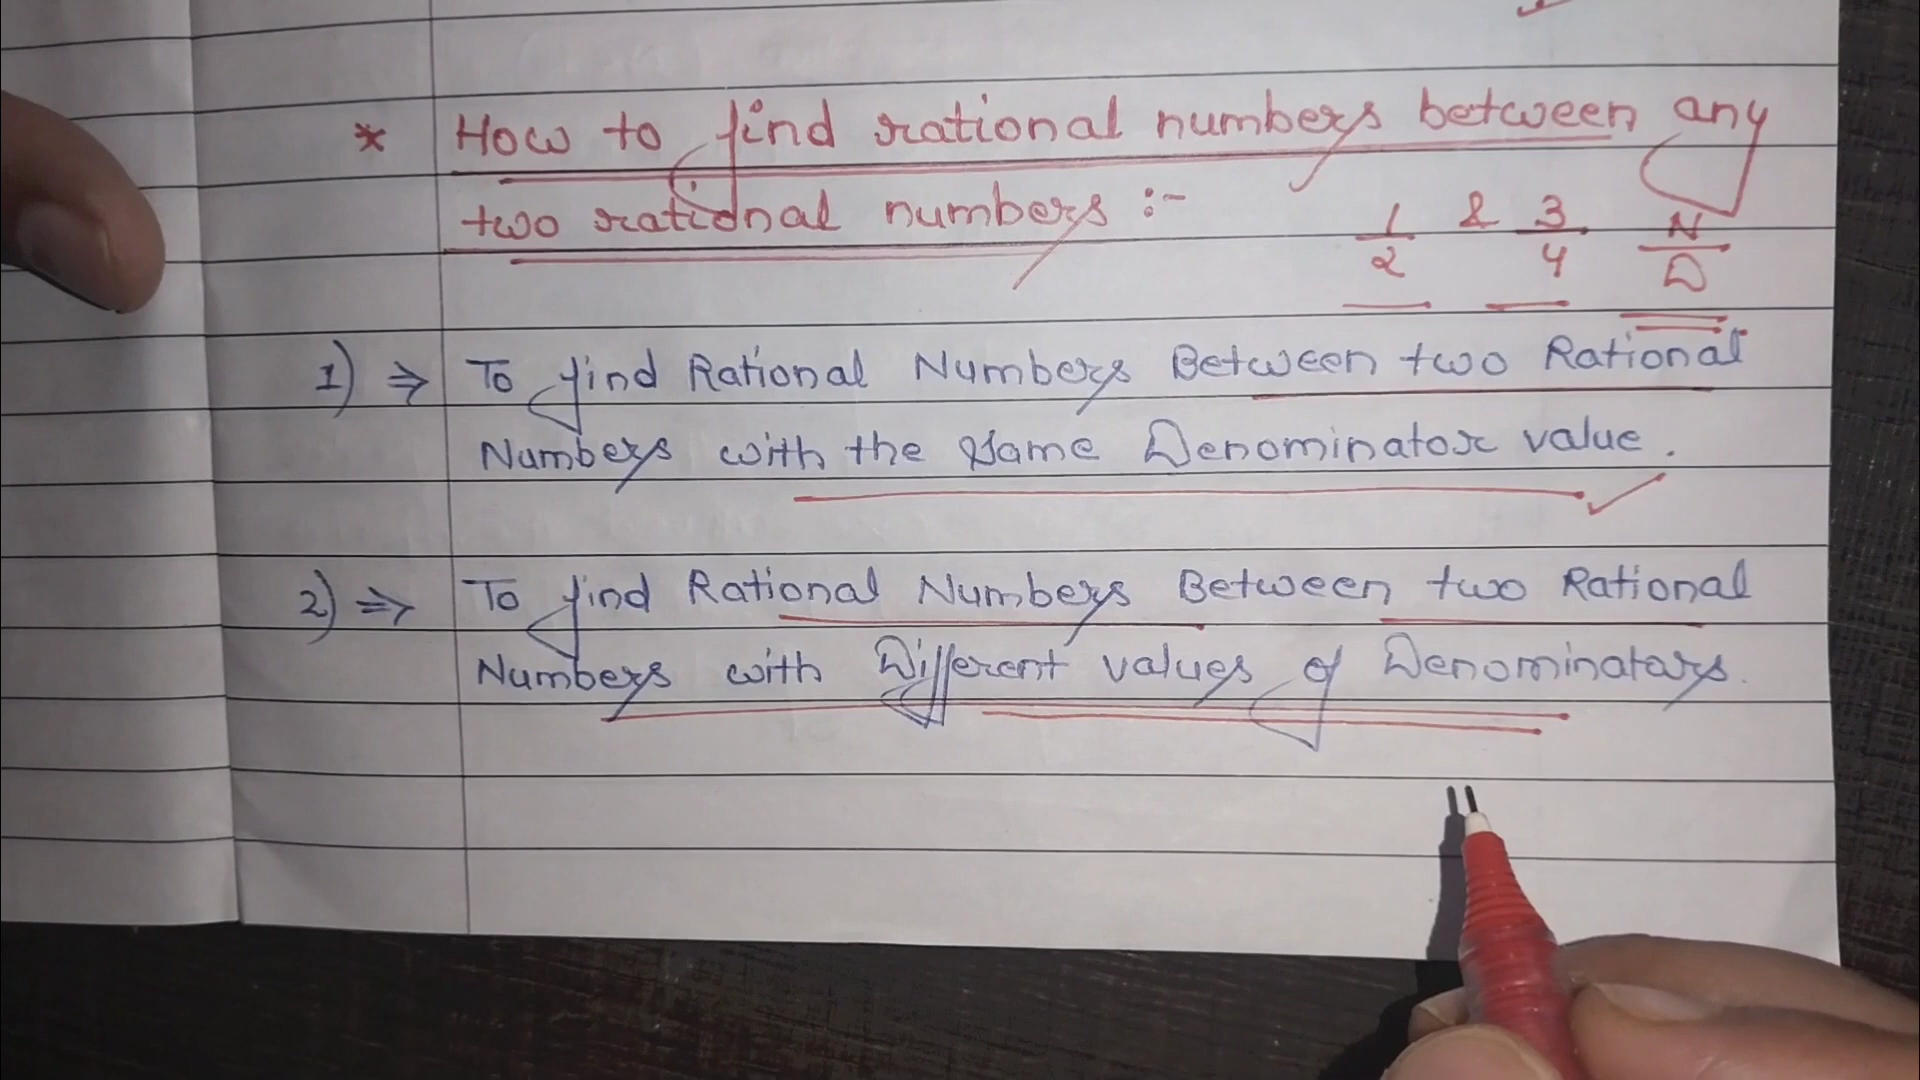 * How to find rational numbers between any
two rational numbers :-
1/2 & 3/4 N/D
1) ⇒ To find Rational Numbers Between two Rational
Numbers with the Same Denominator value.
2) ⇒ To find Rational Numbers Between two Rational
Numbers with Different values of Denominators.